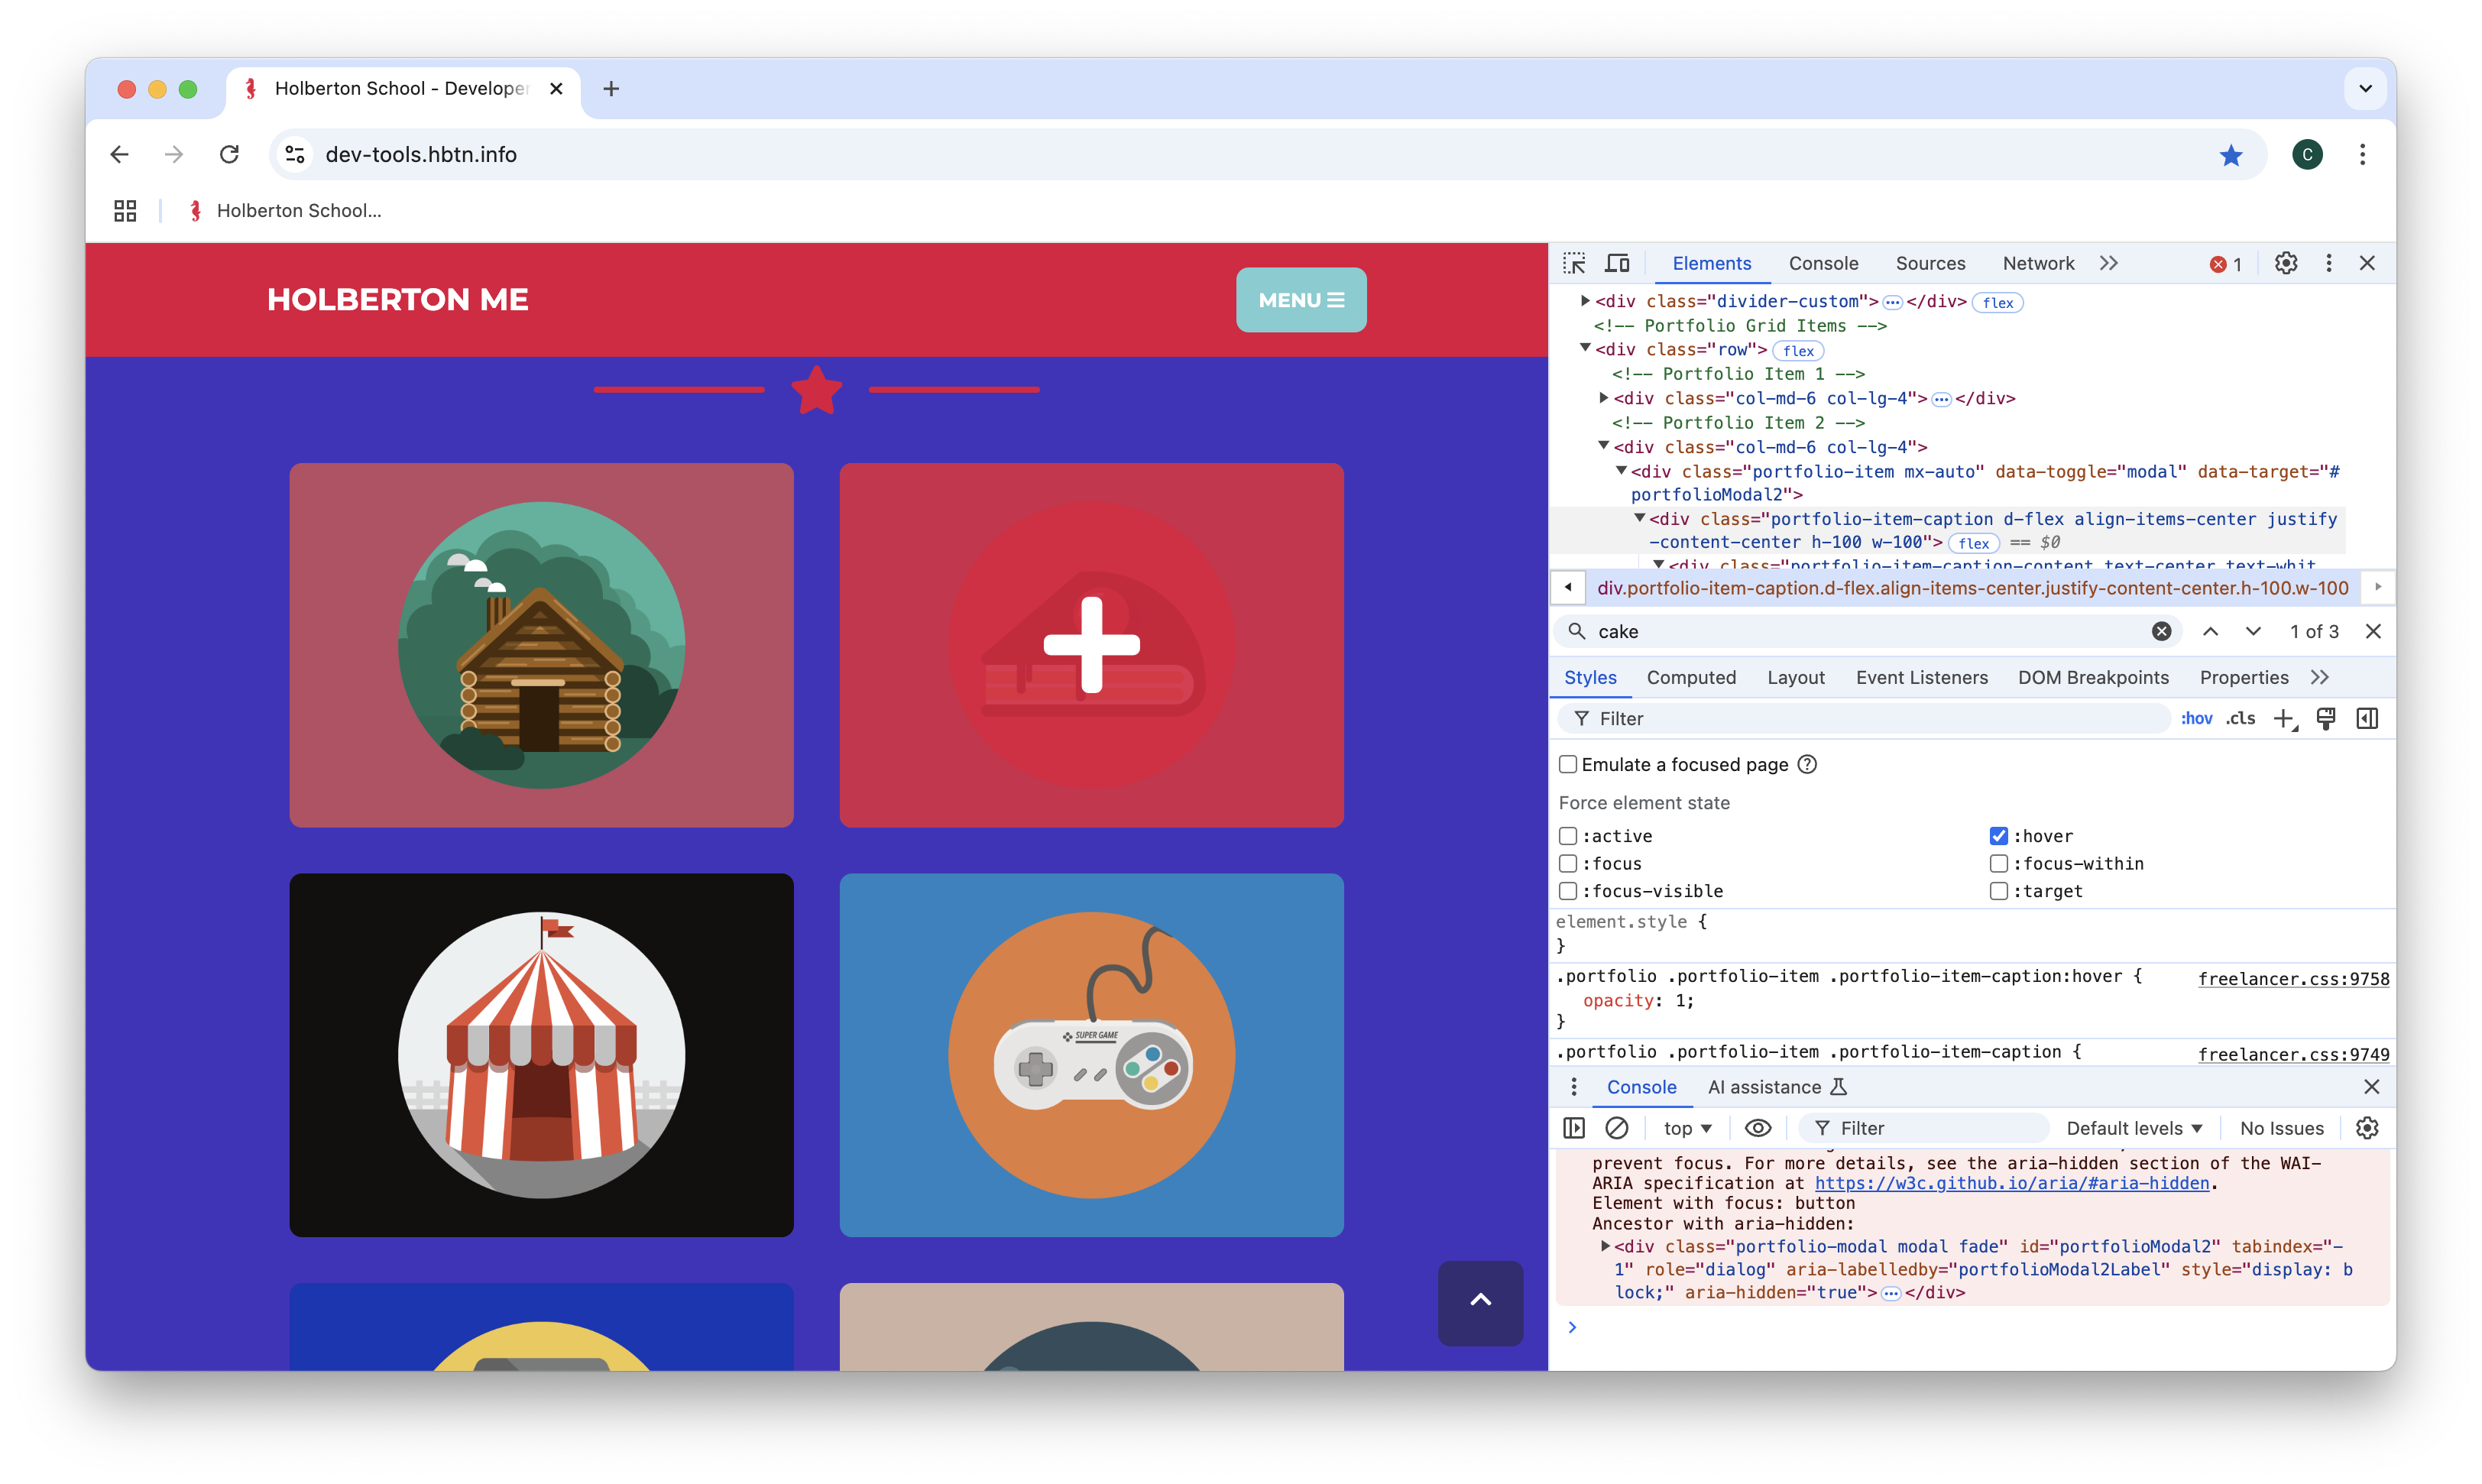 Holberton School - Developer
dev-tools.hbtn.info
C
Holberton School...
HOLBERTON ME
MENU
SUPER GAME
Elements
Console
Sources
Network
1
<div class="divider-custom"></div> flex
<!-- Portfolio Grid Items -->
<div class="row"> flex
<!-- Portfolio Item 1 -->
<div class="col-md-6 col-lg-4"></div>
<!-- Portfolio Item 2 -->
<div class="col-md-6 col-lg-4">
<div class="portfolio-item mx-auto" data-toggle="modal" data-target="#
portfolioModal2">
<div class="portfolio-item-caption d-flex align-items-center justify
-content-center h-100 w-100"> flex == $0
<div class="portfolio-item-caption-content text-center text-whit
div.portfolio-item-caption.d-flex.align-items-center.justify-content-center.h-100.w-100
cake
1 of 3
Styles
Computed
Layout
Event Listeners
DOM Breakpoints
Properties
Filter
:hov
.cls
Emulate a focused page
Force element state
:active
:hover
:focus
:focus-within
:focus-visible
:target
element.style {
}
.portfolio .portfolio-item .portfolio-item-caption:hover { freelancer.css:9758
opacity: 1;
}
.portfolio .portfolio-item .portfolio-item-caption { freelancer.css:9749
Console
AI assistance
top
Filter
Default levels
No Issues
prevent focus. For more details, see the aria-hidden section of the WAI-
ARIA specification at https://w3c.github.io/aria/#aria-hidden.
Element with focus: button
Ancestor with aria-hidden:
<div class="portfolio-modal modal fade" id="portfolioModal2" tabindex="-
1" role="dialog" aria-labelledby="portfolioModal2Label" style="display: b
lock;" aria-hidden="true"></div>